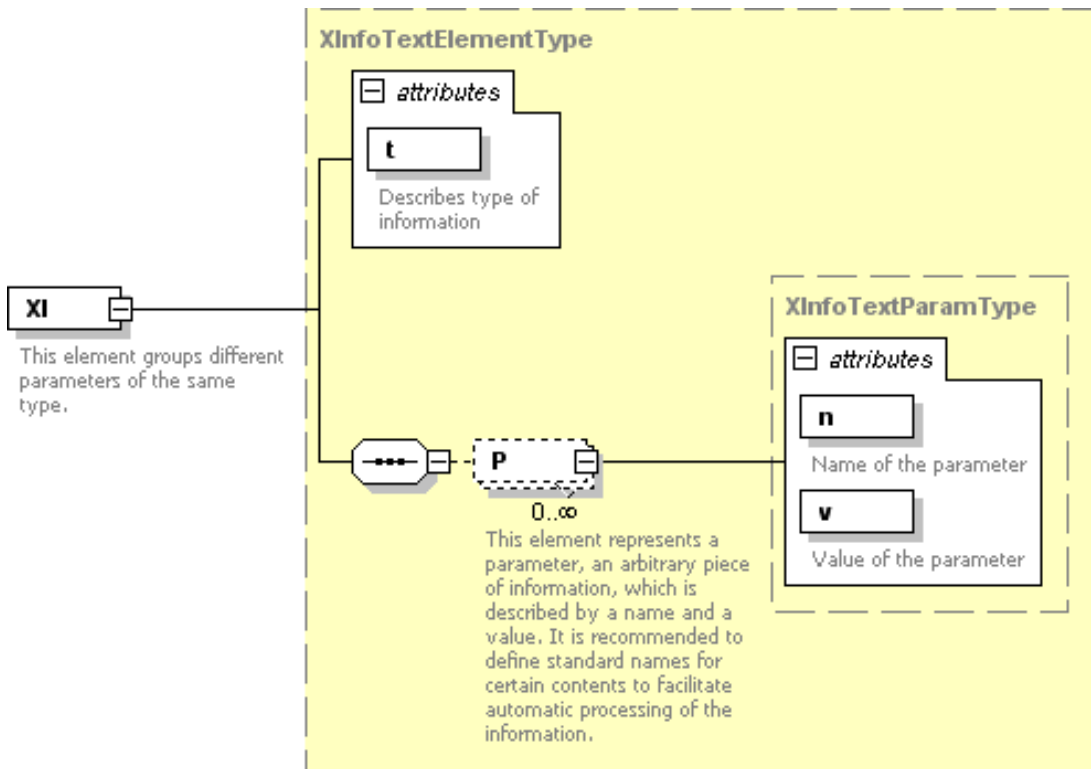 XInfoTextElementType
attributes
t
Describes type of
information
XI
This element groups different
parameters of the same
type.
XInfoTextParamType
attributes
n
Name of the parameter
v
Value of the parameter
P
0..∞
This element represents a
parameter, an arbitrary piece
of information, which is
described by a name and a
value. It is recommended to
define standard names for
certain contents to facilitate
automatic processing of the
information.